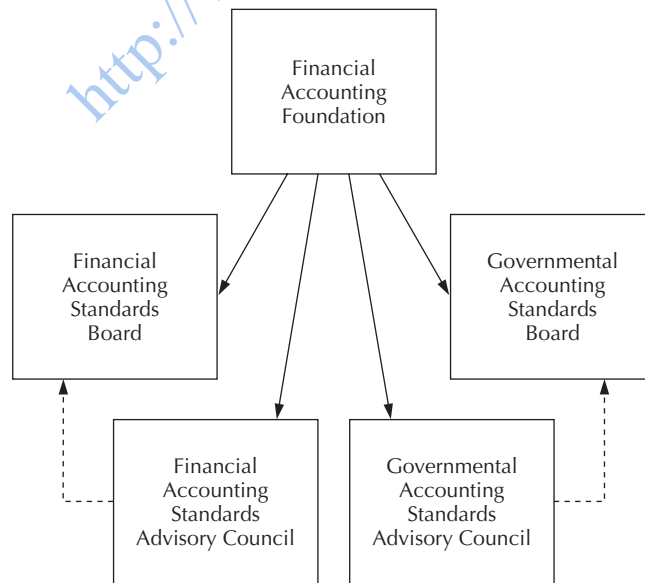 http://
Financial
Accounting
Foundation
Financial
Accounting
Standards
Board
Governmental
Accounting
Standards
Board
Financial
Accounting
Standards
Advisory Council
Governmental
Accounting
Standards
Advisory Council